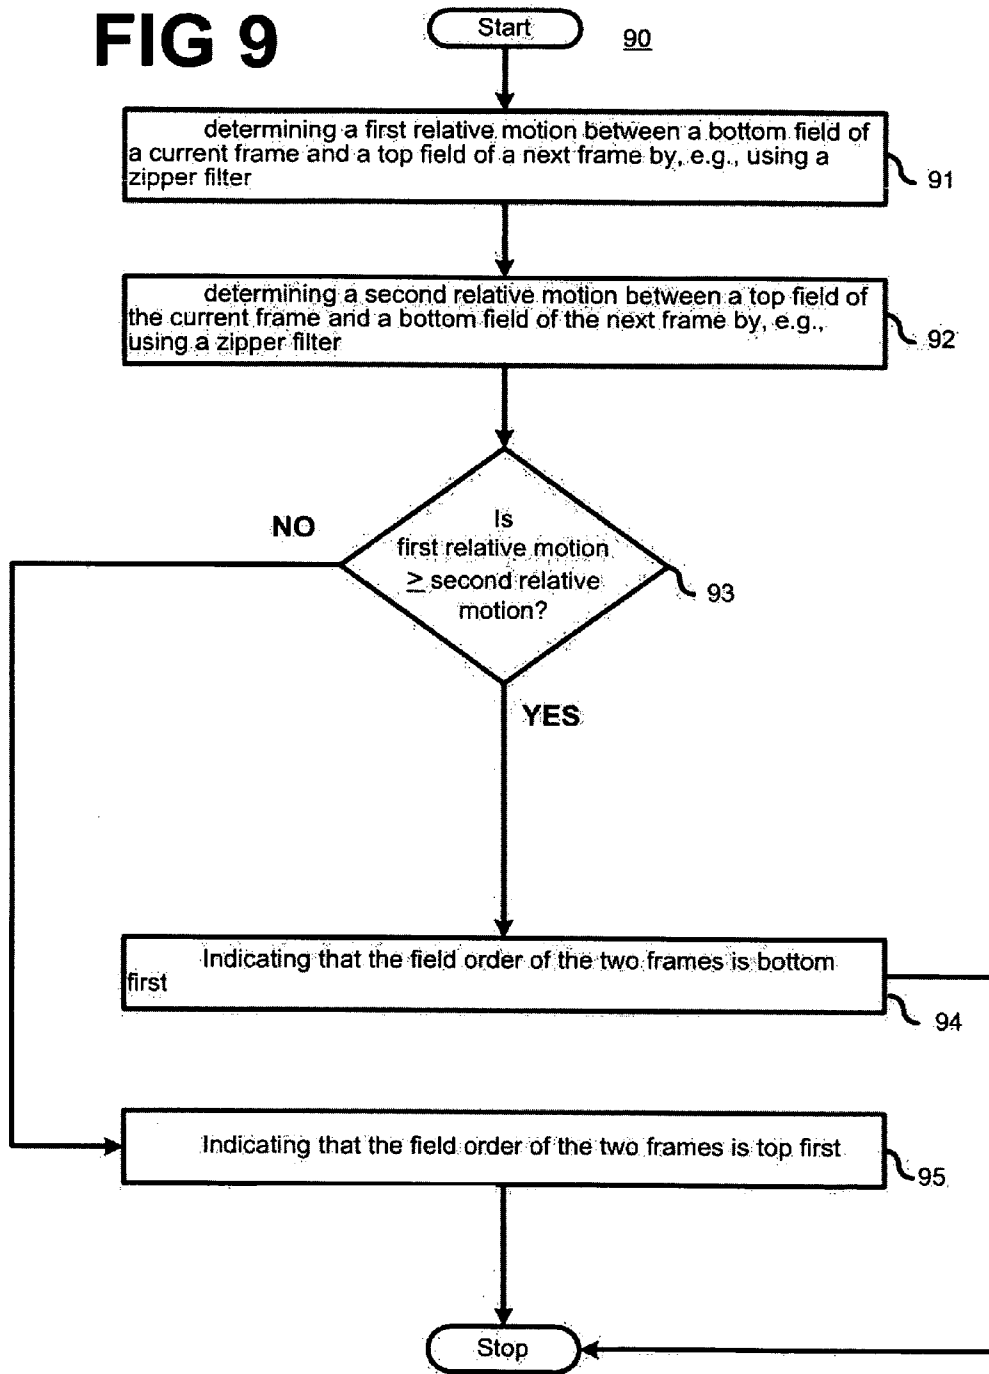 FIG 9
Start
90
determining a first relative motion between a bottom field of
a current frame and a top field of a next frame by, e.g., using a
zipper filter
91
determining a second relative motion between a top field of
the current frame and a bottom field of the next frame by, e.g.,
using a zipper filter
92
NO
Is
first relative motion
≥ second relative
motion?
93
YES
Indicating that the field order of the two frames is bottom
first
94
Indicating that the field order of the two frames is top first
95
Stop